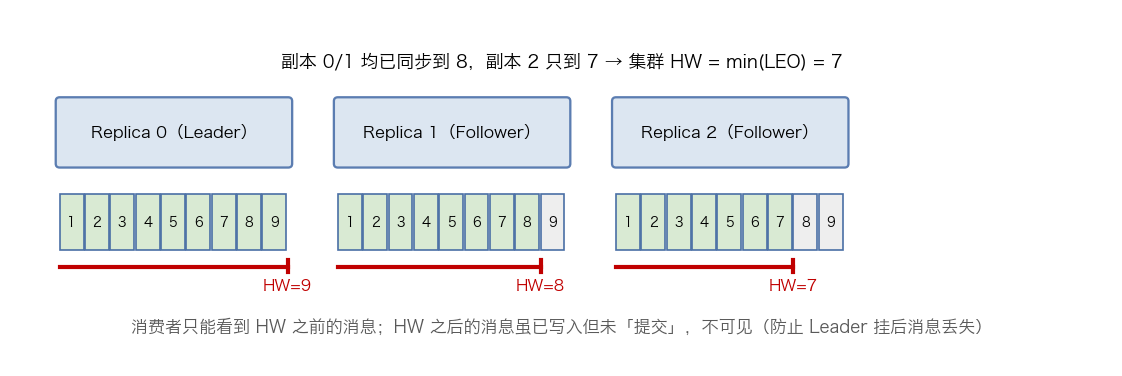 副本 0/1 均已同步到 8，副本 2 只到 7 → 集群 HW = min(LEO) = 7
Replica 0（Leader） Replica 1（Follower） Replica 2（Follower）
1 2 3 4 5 6 7 8 9 1 2 3 4 5 6 7 8 9 1 2 3 4 5 6 7 8 9
HW=9 HW=8 HW=7
消费者只能看到 HW 之前的消息；HW 之后的消息虽已写入但未「提交」，不可见（防止 Leader 挂后消息丢失）